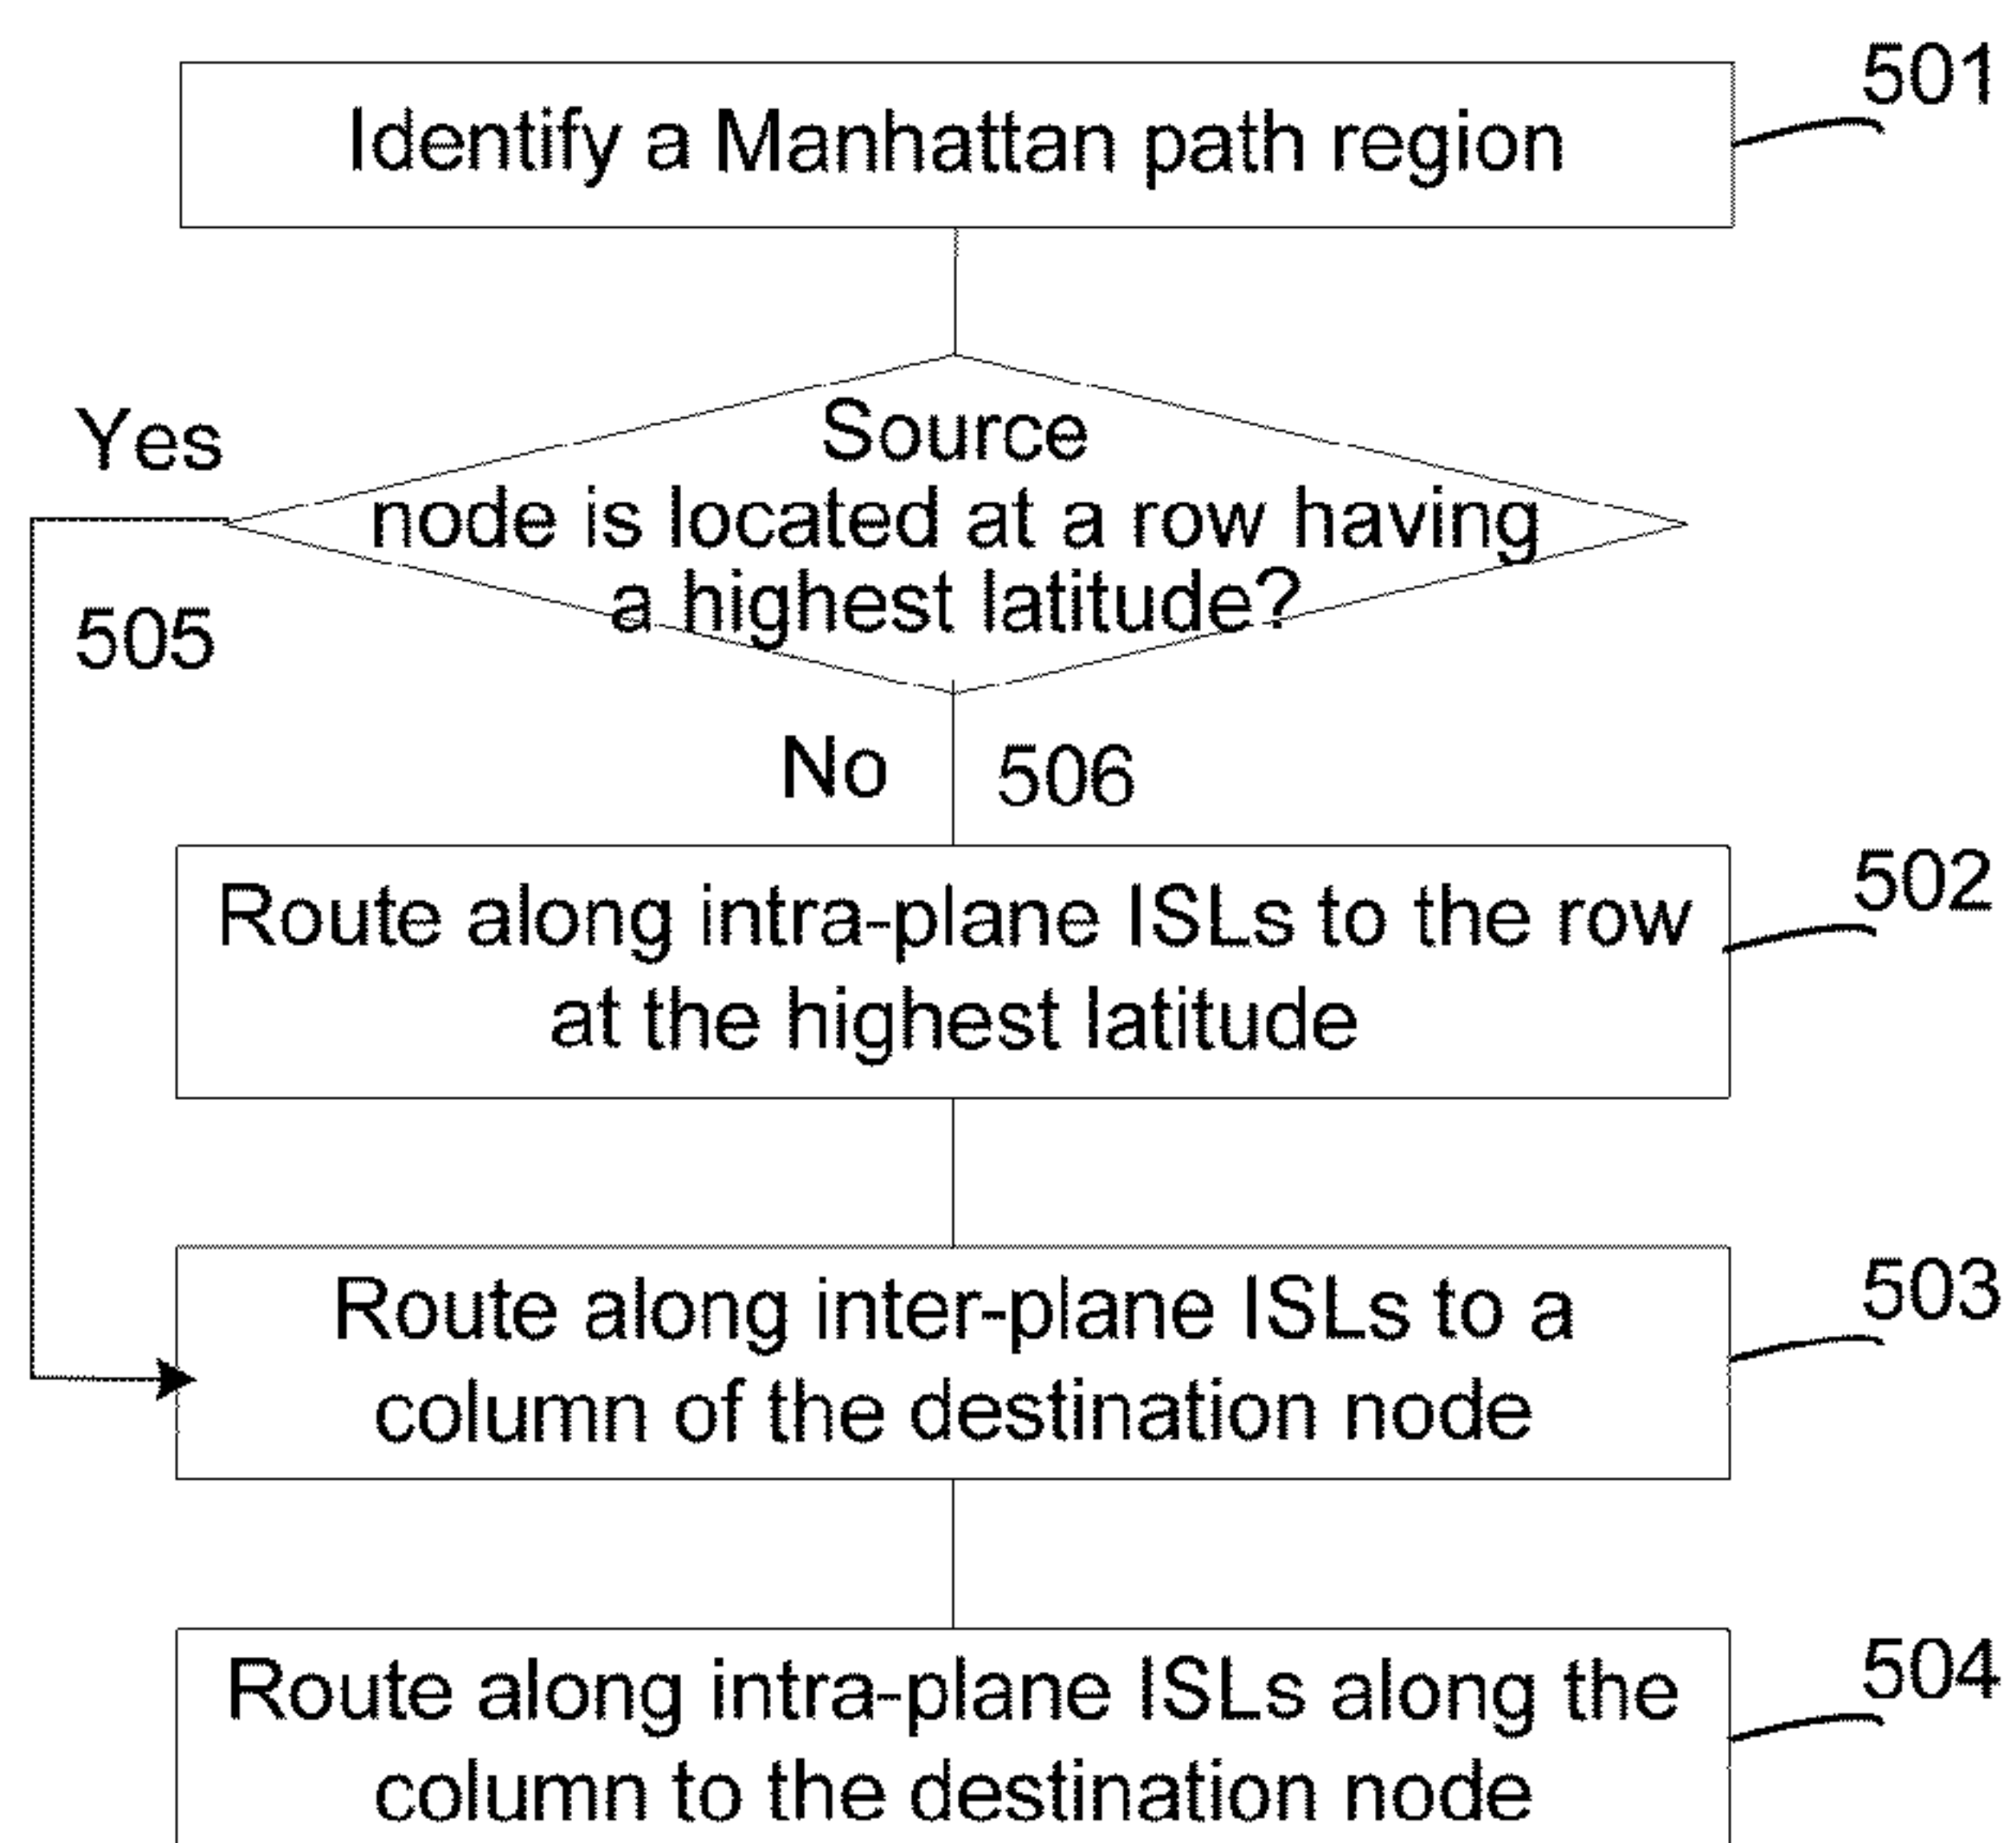 501
Identify a Manhattan path region
Yes
Source
node is located at a row having
a highest latitude?
505
No
506
502
Route along intra-plane ISLs to the row
at the highest latitude
503
Route along inter-plane ISLs to a
column of the destination node
504
Route along intra-plane ISLs along the
column to the destination node